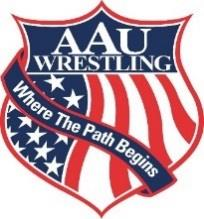 AAU
WRESTLING
Where The Path Begins